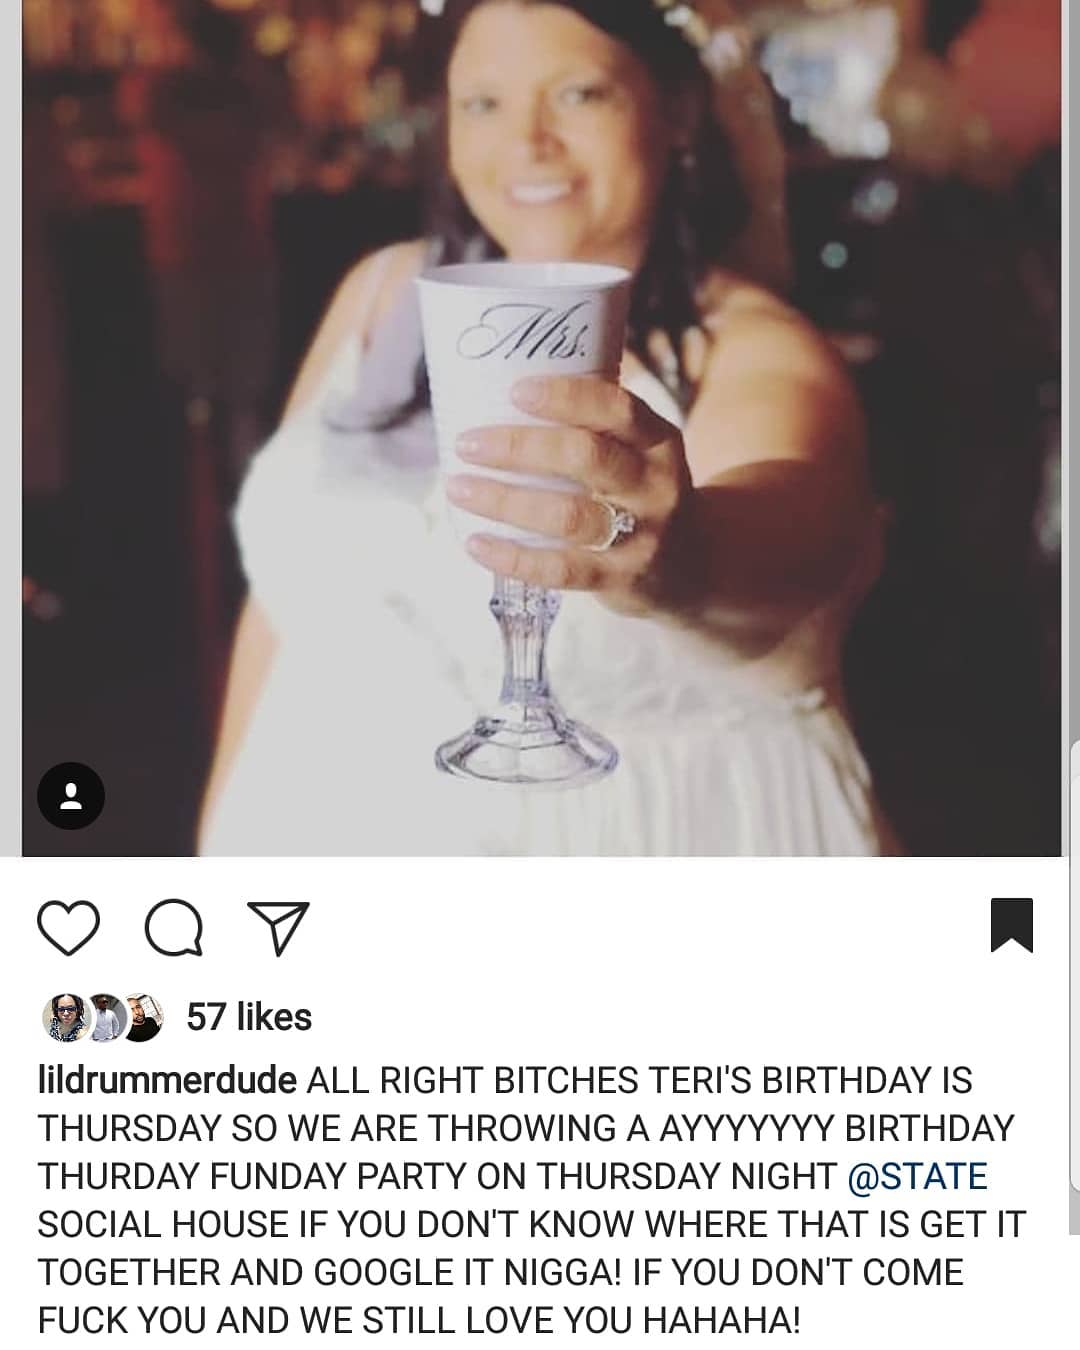 Mrs.
57 likes
lildrummerdude ALL RIGHT BITCHES TERI'S BIRTHDAY IS
THURSDAY SO WE ARE THROWING A AYYYYYYY BIRTHDAY
THURDAY FUNDAY PARTY ON THURSDAY NIGHT @STATE
SOCIAL HOUSE IF YOU DON'T KNOW WHERE THAT IS GET IT
TOGETHER AND GOOGLE IT NIGGA! IF YOU DON'T COME
FUCK YOU AND WE STILL LOVE YOU HAHAHA!